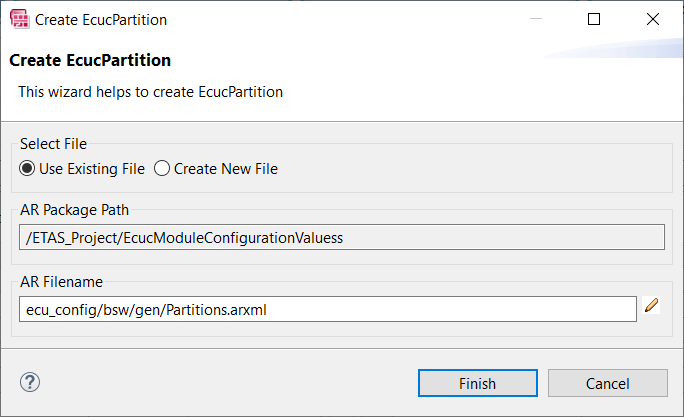 Create EcucPartition
Create EcucPartition
This wizard helps to create EcucPartition
Select File
Use Existing File Create New File
AR Package Path
/ETAS_Project/EcucModuleConfigurationValuess
AR Filename
ecu_config/bsw/gen/Partitions.arxml
? Finish Cancel